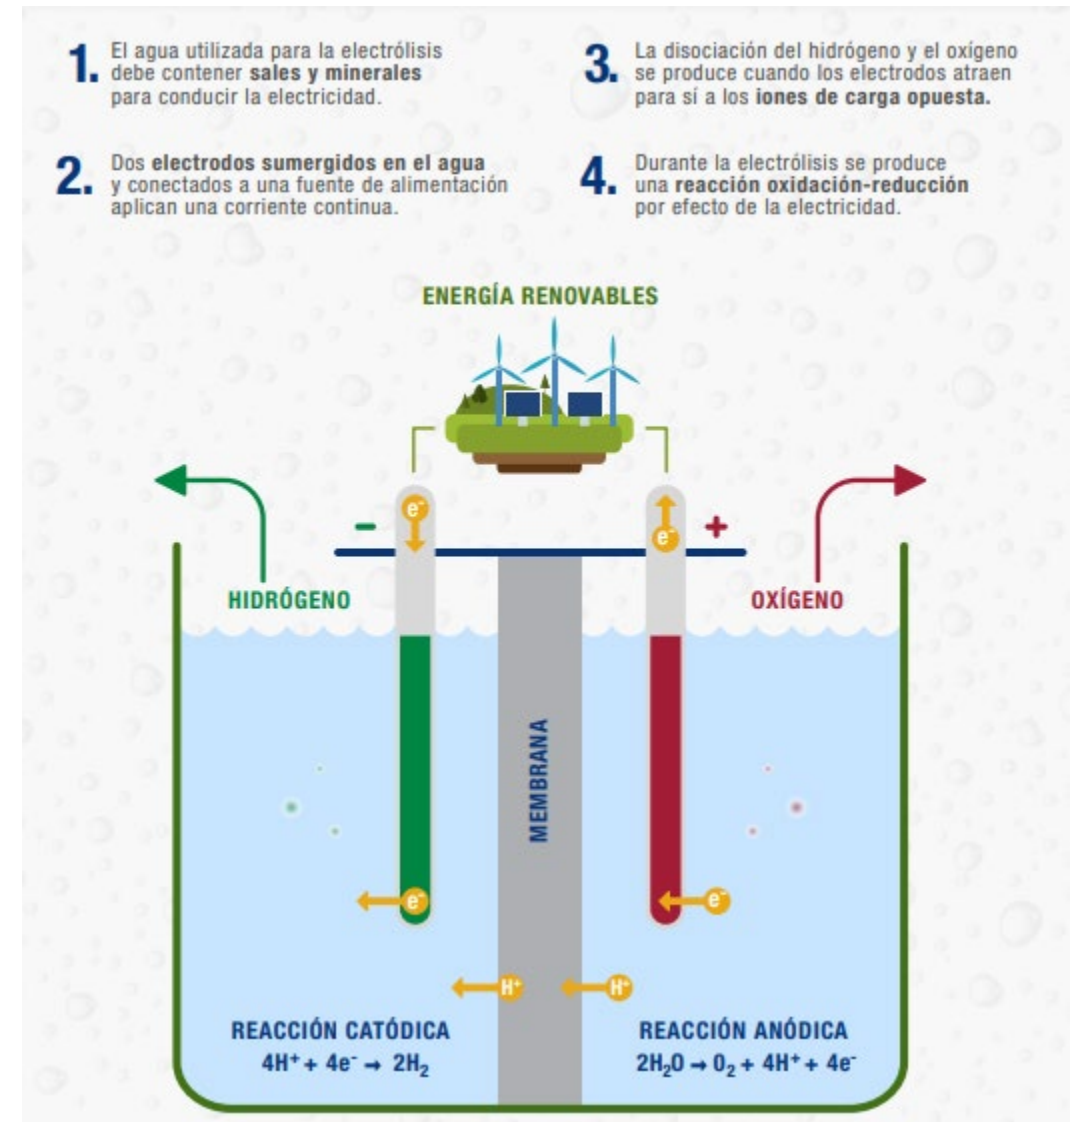 1. El agua utilizada para la electrólisis
debe contener sales y minerales
para conducir la electricidad.
2. Dos electrodos sumergidos en el agua
y conectados a una fuente de alimentación
aplican una corriente continua.
3. La disociación del hidrógeno y el oxígeno
se produce cuando los electrodos atraen
para sí a los iones de carga opuesta.
4. Durante la electrólisis se produce
una reacción oxidación-reducción
por efecto de la electricidad.
ENERGÍA RENOVABLES
e⁻
e⁻
- +
HIDRÓGENO
OXÍGENO
MEMBRANA
e⁻
e⁻
H⁺
H⁺
REACCIÓN CATÓDICA
4H⁺ + 4e⁻ → 2H₂
REACCIÓN ANÓDICA
2H₂O → O₂ + 4H⁺ + 4e⁻